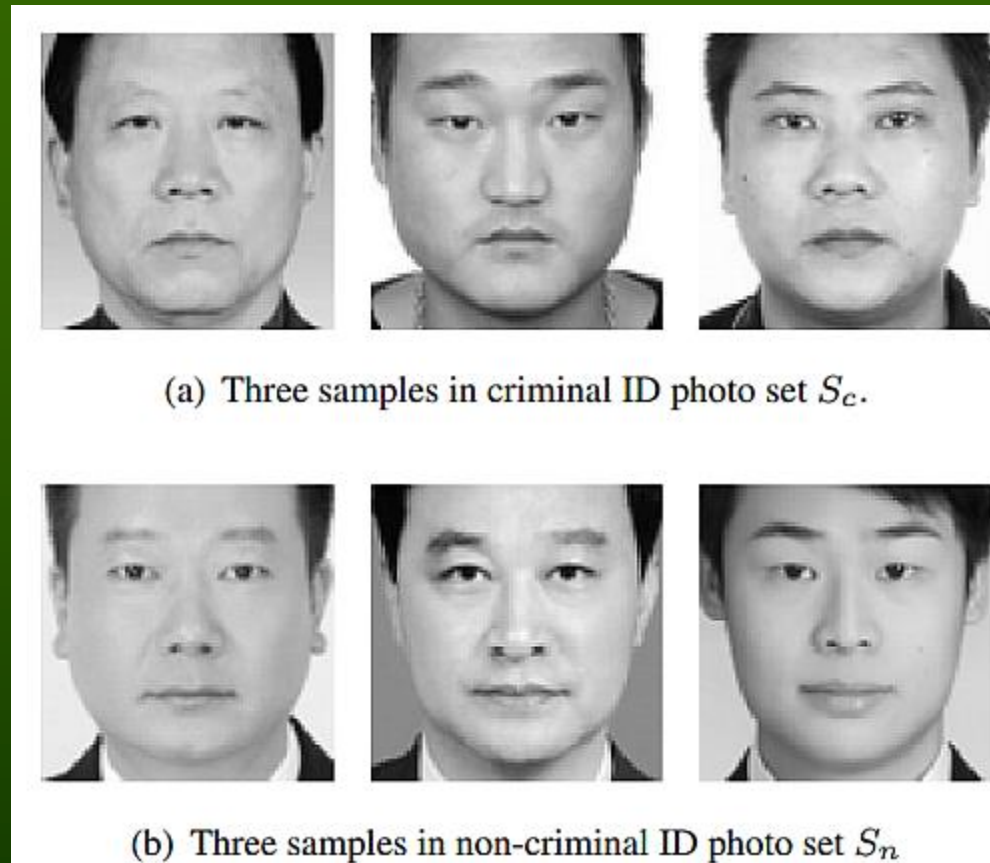 (a) Three samples in criminal ID photo set S_c.
(b) Three samples in non-criminal ID photo set S_n